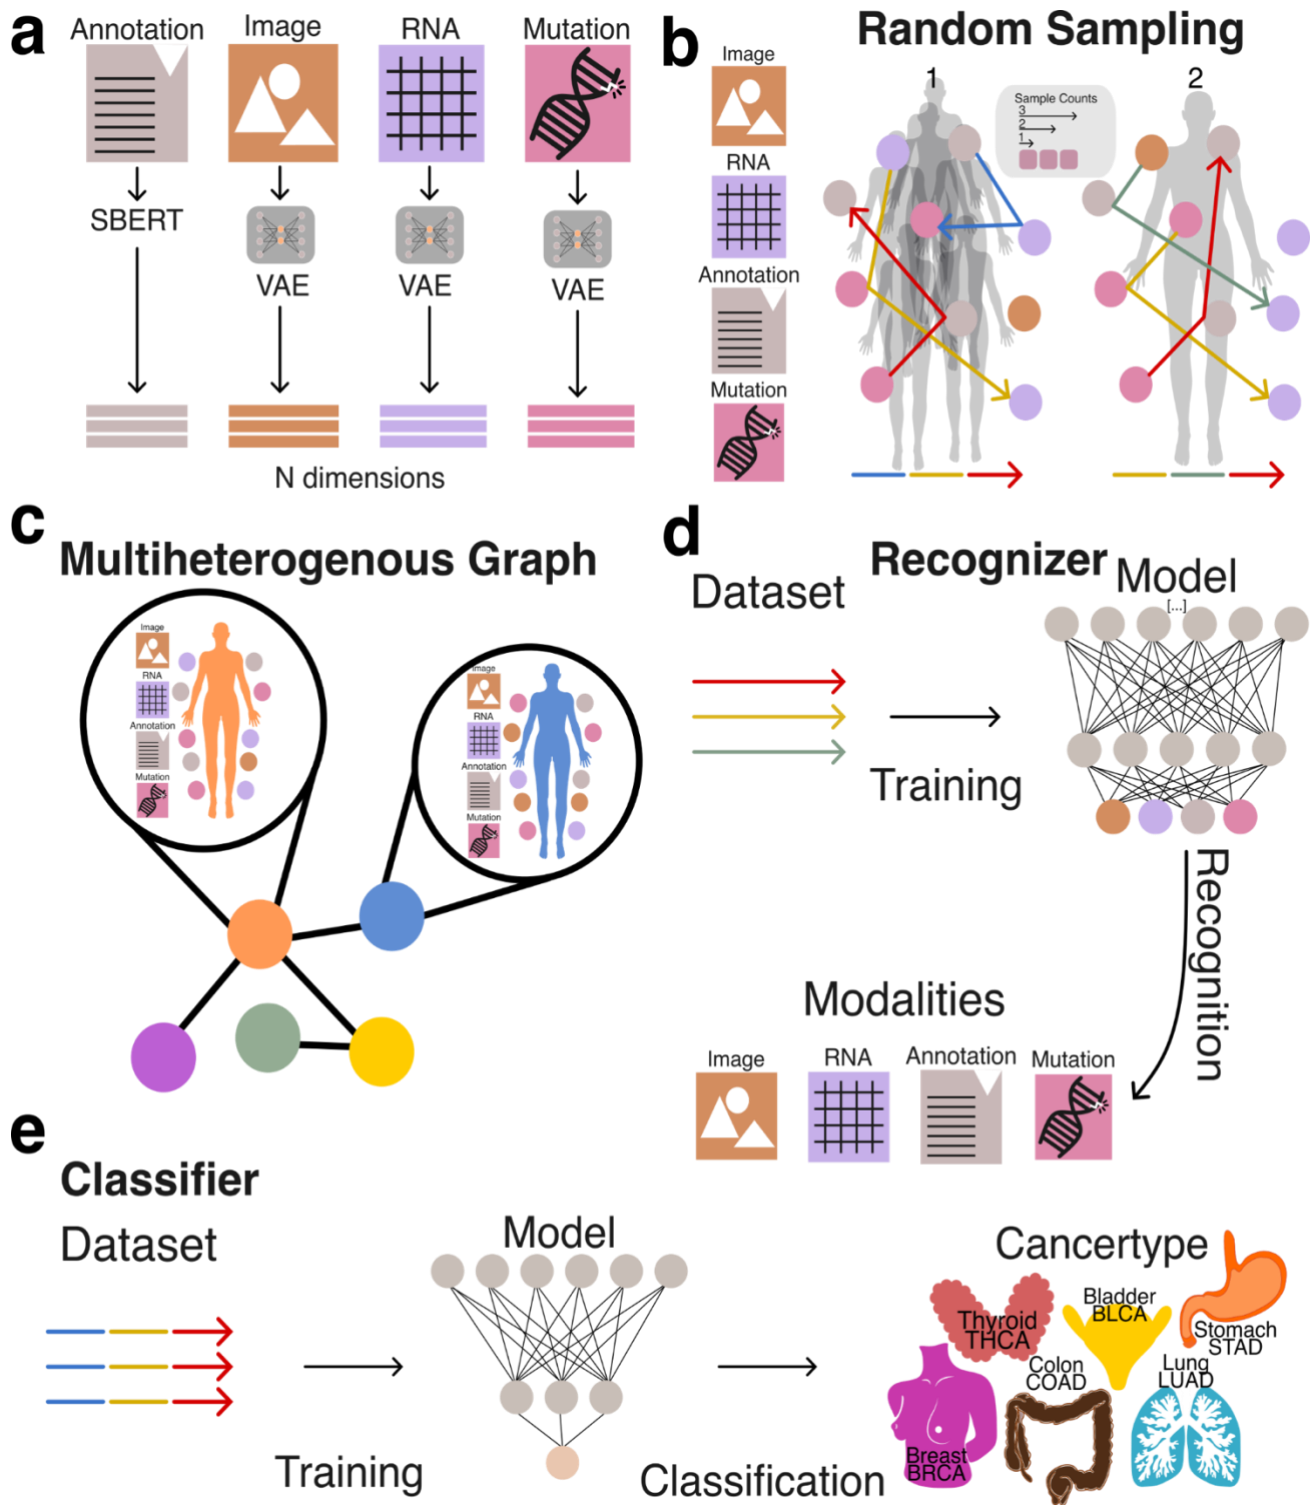 a
Annotation
Image
RNA
Mutation
SBERT
VAE
VAE
VAE
N dimensions
b
Random Sampling
Image
RNA
Annotation
Mutation
1
Sample Counts
3
2
1
2
c
Multiheterogenous Graph
Image
RNA
Annotation
Mutation
Image
RNA
Annotation
Mutation
d
Recognizer
Dataset
Model
[...]
Training
Recognition
Modalities
Image
RNA
Annotation
Mutation
e
Classifier
Dataset
Model
Training
Classification
Cancertype
Thyroid
THCA
Bladder
BLCA
Stomach
STAD
Colon
COAD
Lung
LUAD
Breast
BRCA